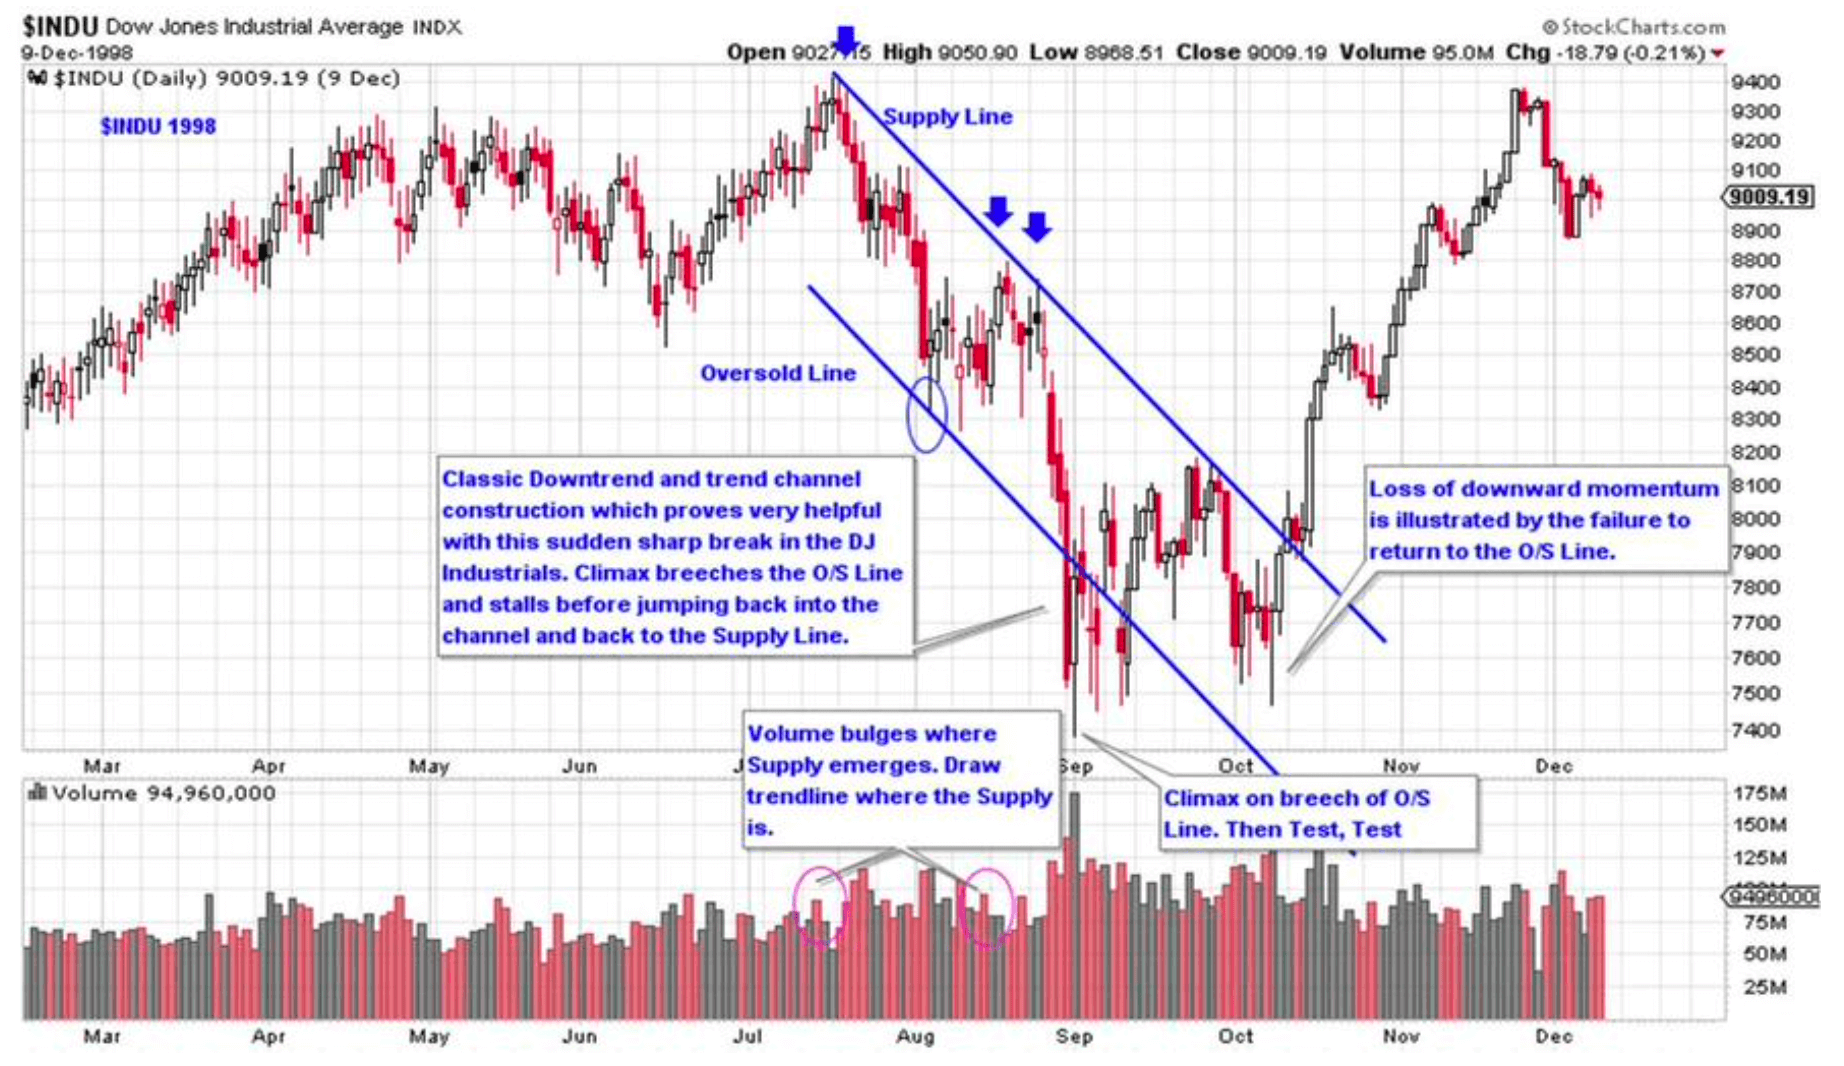 $INDU Dow Jones Industrial Average INDX
© StockCharts.com
9-Dec-1998
Open 9027.15 High 9050.90 Low 8968.51 Close 9009.19 Volume 95.0M Chg -18.79 (-0.21%)
$INDU (Daily) 9009.19 (9 Dec)
$INDU 1998
Supply Line
Oversold Line
Classic Downtrend and trend channel
construction which proves very helpful
with this sudden sharp break in the DJ
Industrials. Climax breeches the O/S Line
and stalls before jumping back into the
channel and back to the Supply Line.
Loss of downward momentum
is illustrated by the failure to
return to the O/S Line.
Volume bulges where
Supply emerges. Draw
trendline where the Supply
is.
Climax on breech of O/S
Line. Then Test, Test
9400
9300
9200
9100
9009.19
8900
8800
8700
8600
8500
8400
8300
8200
8100
8000
7900
7800
7700
7600
7500
7400
Mar Apr May Jun Sep Oct Nov Dec
Volume 94,960,000
175M
150M
125M
75M
50M
25M
Mar Apr May Jun Jul Aug Sep Oct Nov Dec